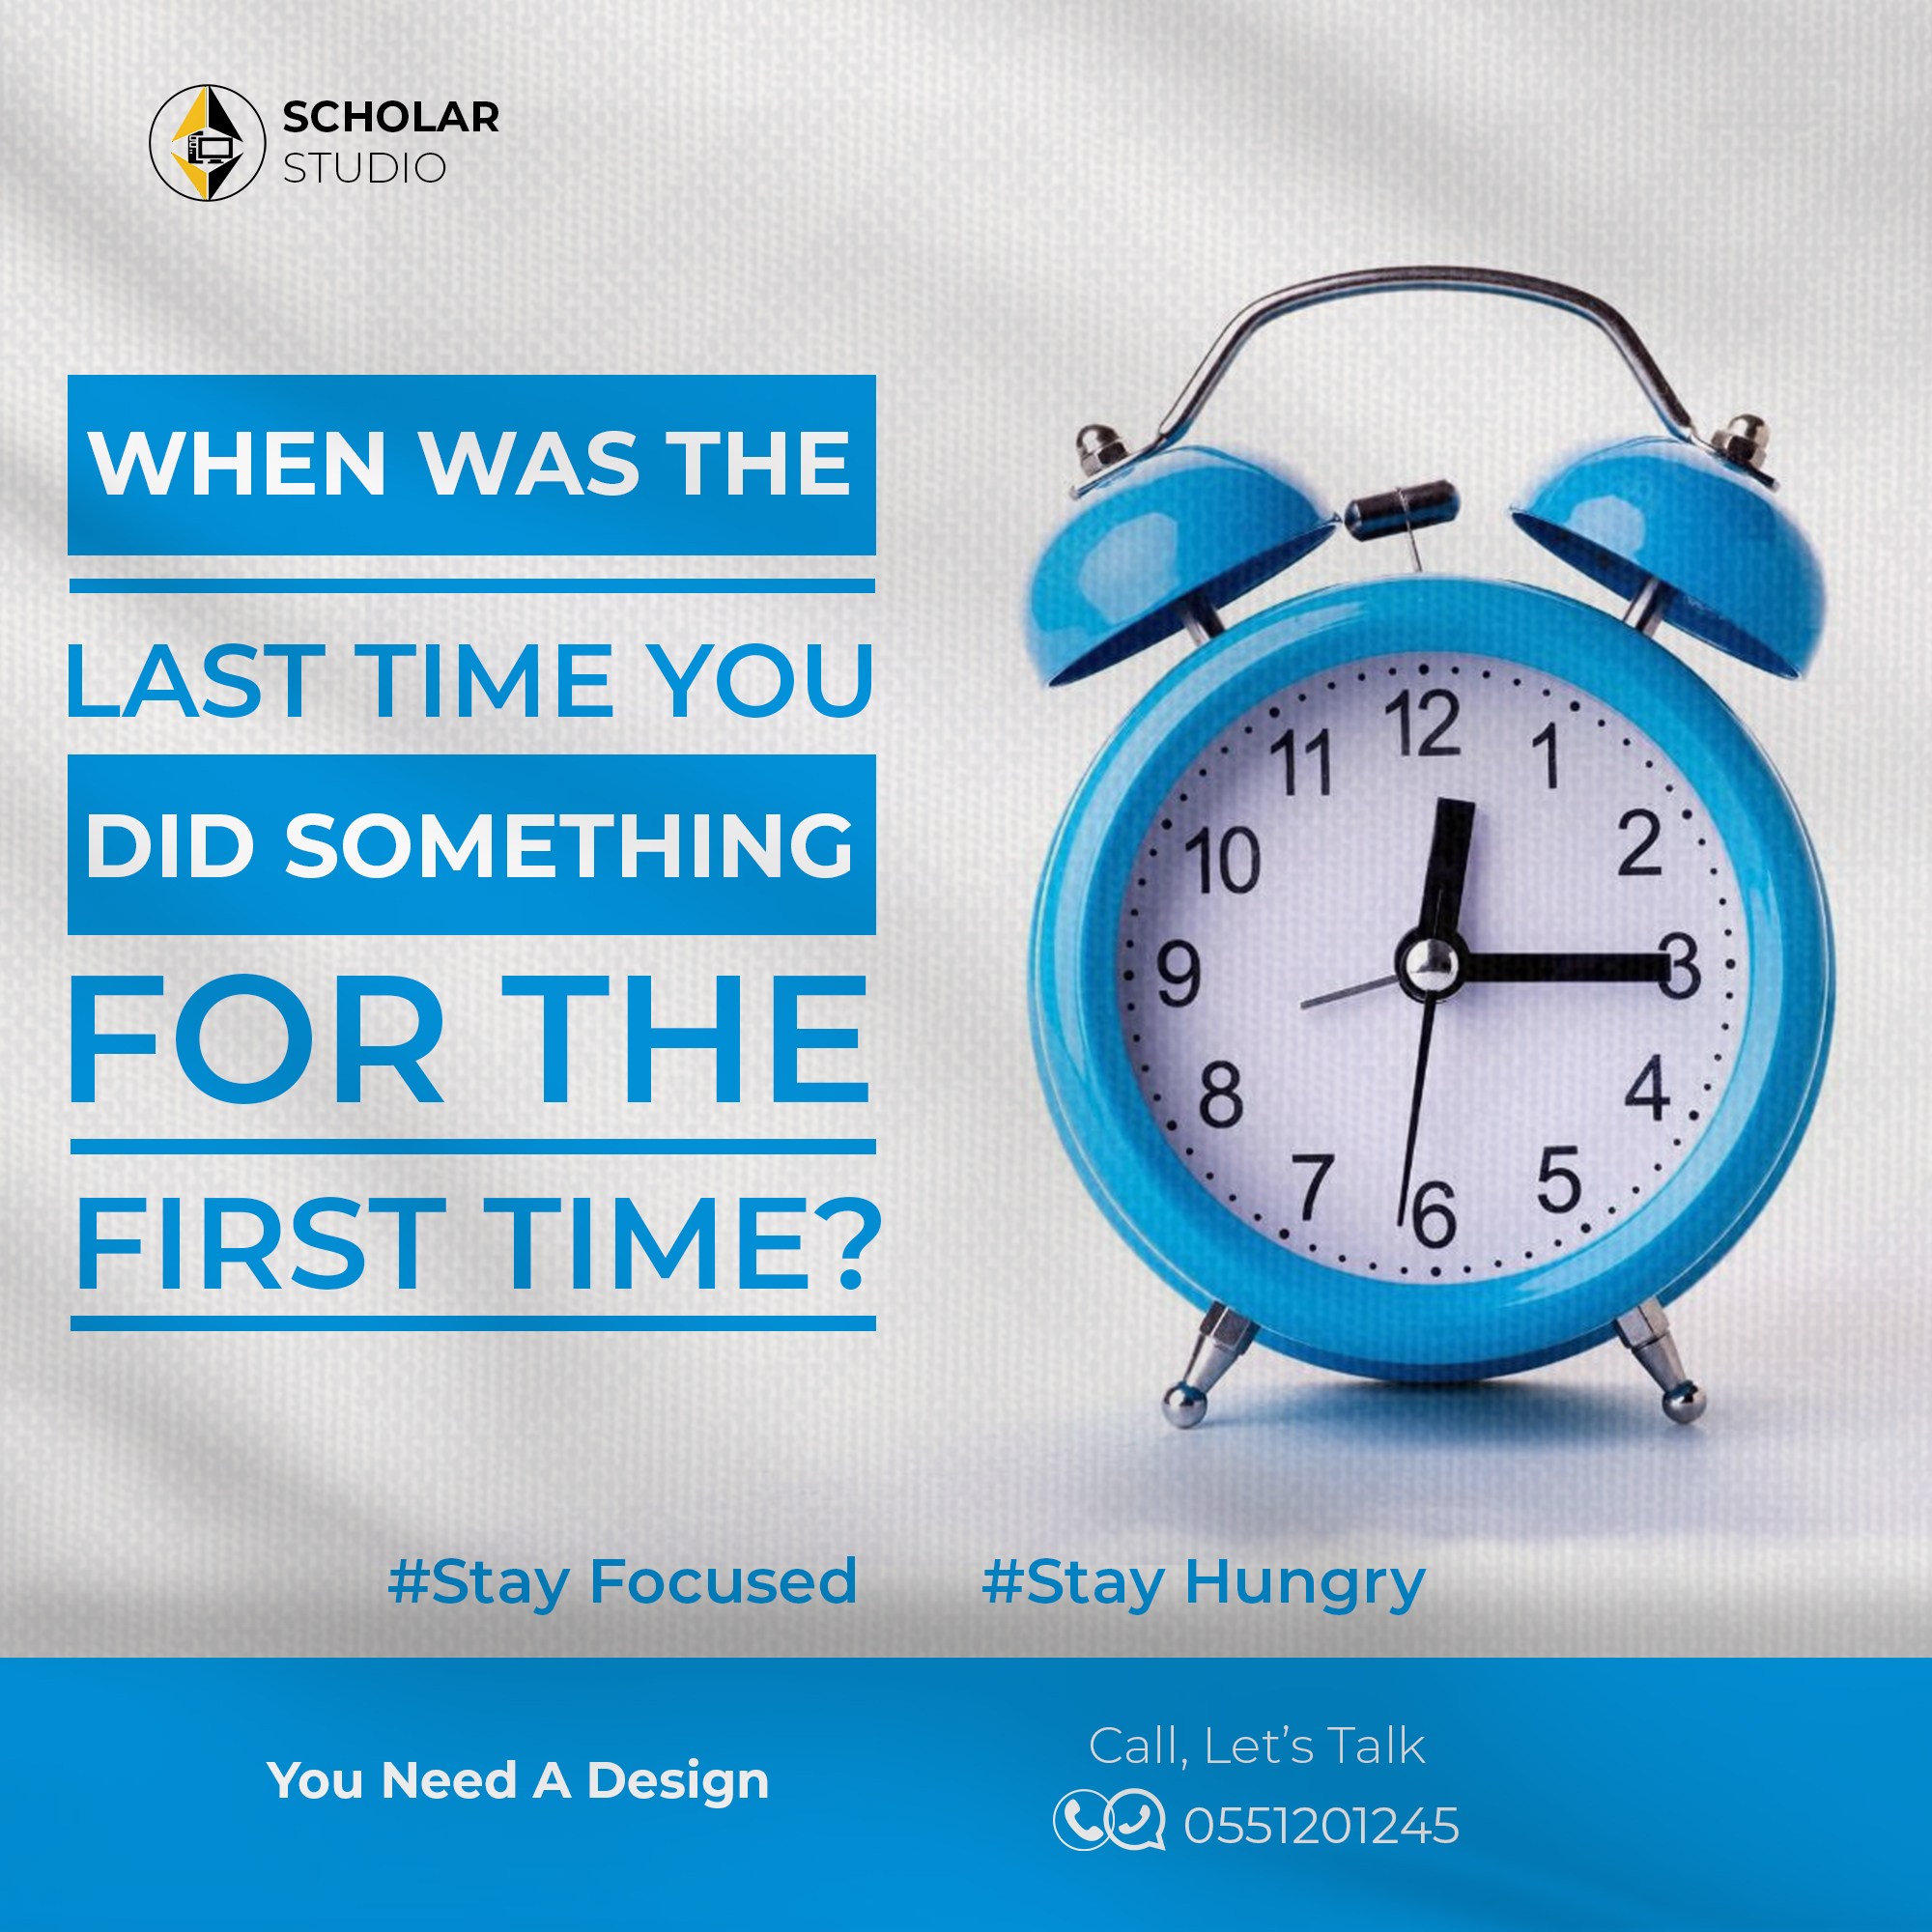 SCHOLAR
STUDIO
WHEN WAS THE
LAST TIME YOU
DID SOMETHING
FOR THE
FIRST TIME?
12
1
2
3
4
5
6
7
8
9
10
11
#Stay Focused #Stay Hungry
You Need A Design
Call, Let’s Talk
0551201245